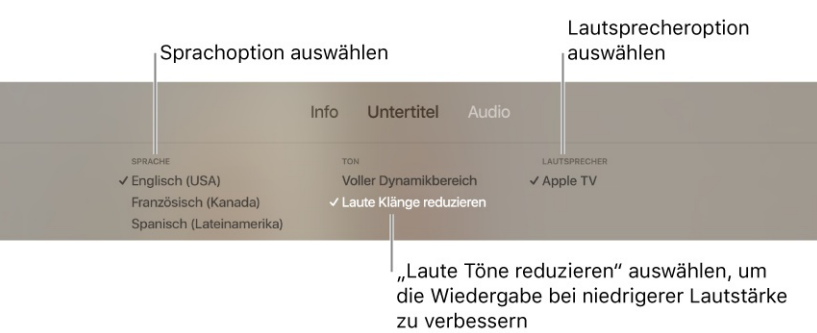 Sprachoption auswählen
Lautsprecheroption
auswählen
Info Untertitel Audio
SPRACHE
✓ Englisch (USA)
Französisch (Kanada)
Spanisch (Lateinamerika)
TON
Voller Dynamikbereich
✓ Laute Klänge reduzieren
LAUTSPRECHER
✓ Apple TV
„Laute Töne reduzieren“ auswählen, um
die Wiedergabe bei niedrigerer Lautstärke
zu verbessern